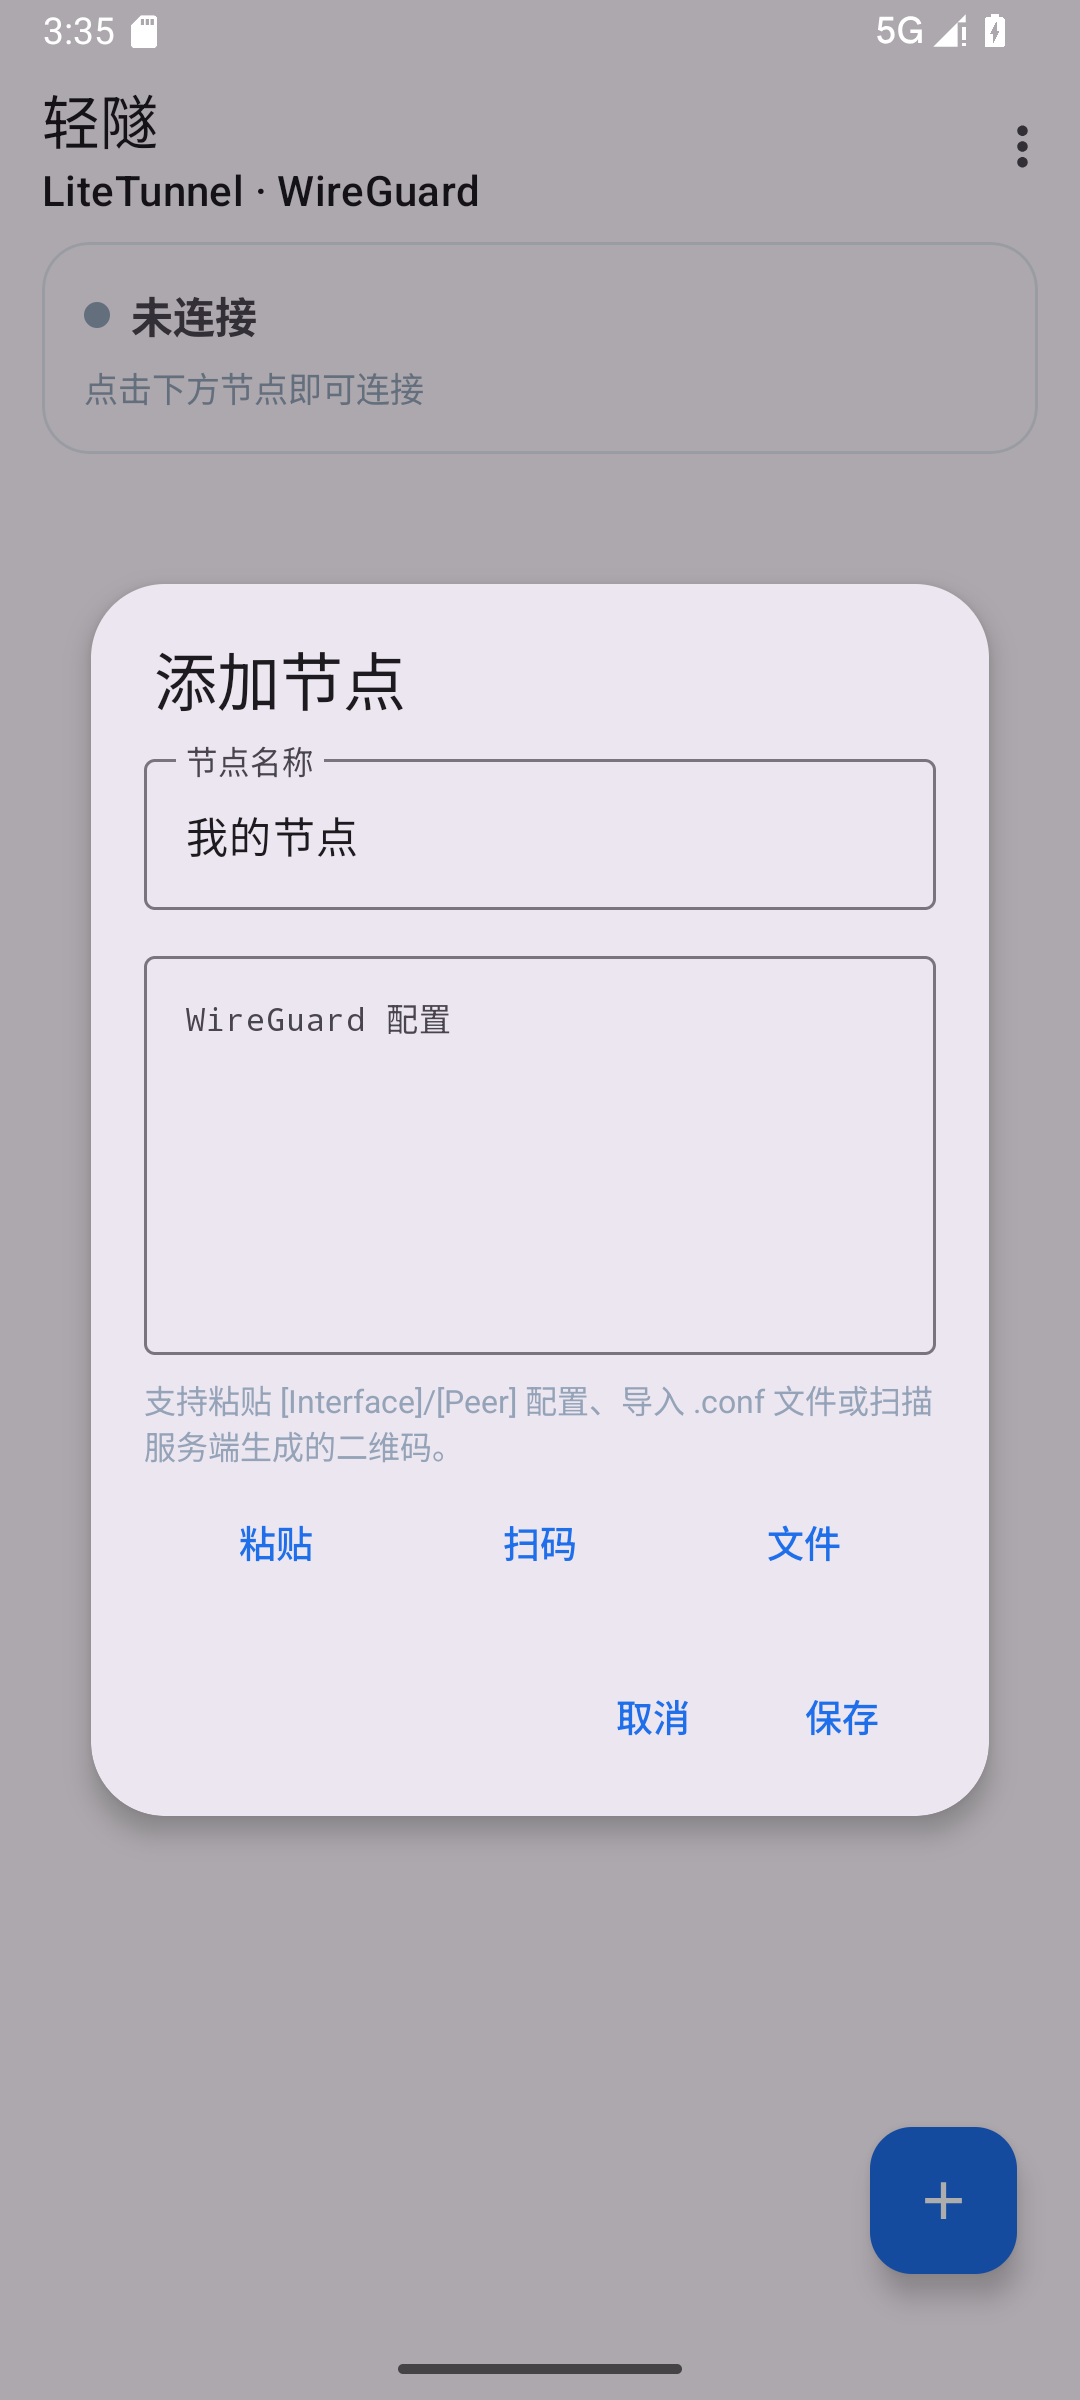 3:35
5G
轻隧
LiteTunnel · WireGuard
未连接
点击下方节点即可连接
添加节点
节点名称
我的节点
WireGuard 配置
支持粘贴 [Interface]/[Peer] 配置、导入 .conf 文件或扫描
服务端生成的二维码。
粘贴 扫码 文件
取消 保存